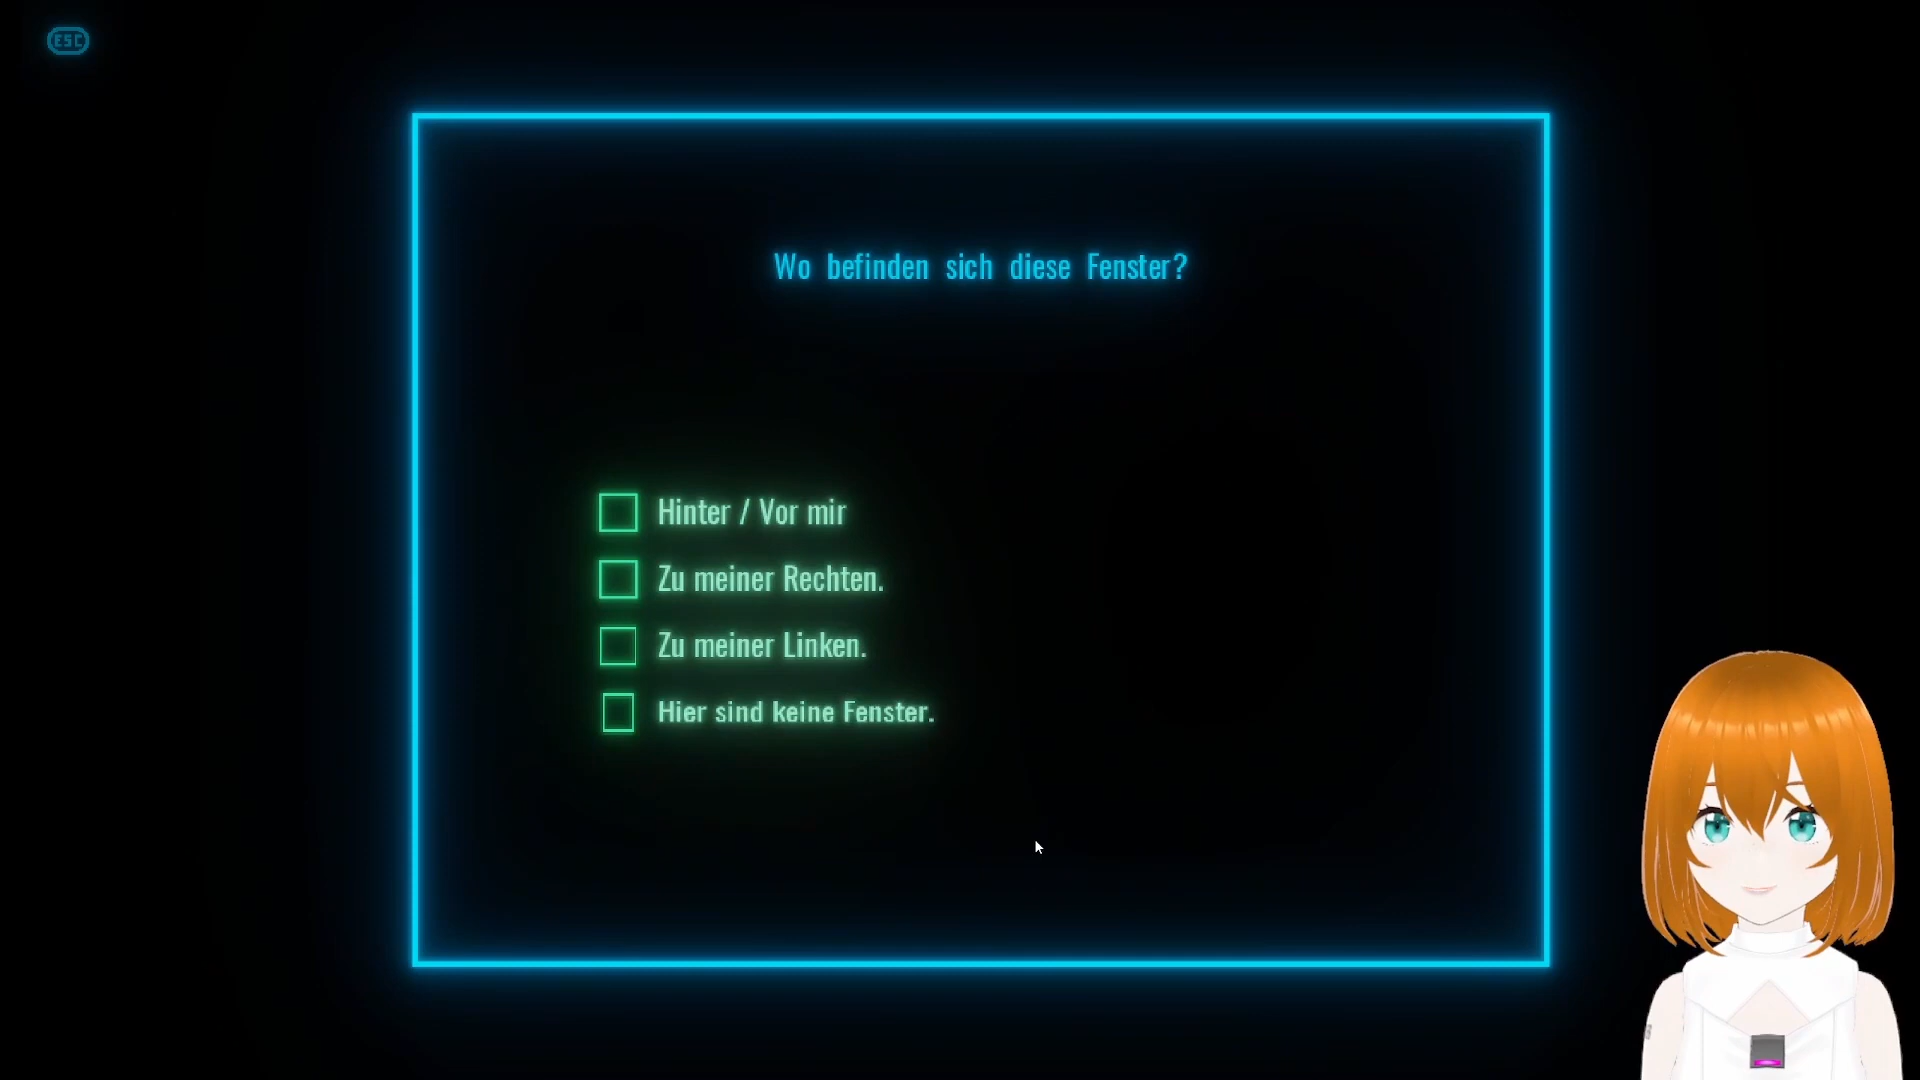 ESC
Wo befinden sich diese Fenster?
Hinter / Vor mir
Zu meiner Rechten.
Zu meiner Linken.
Hier sind keine Fenster.